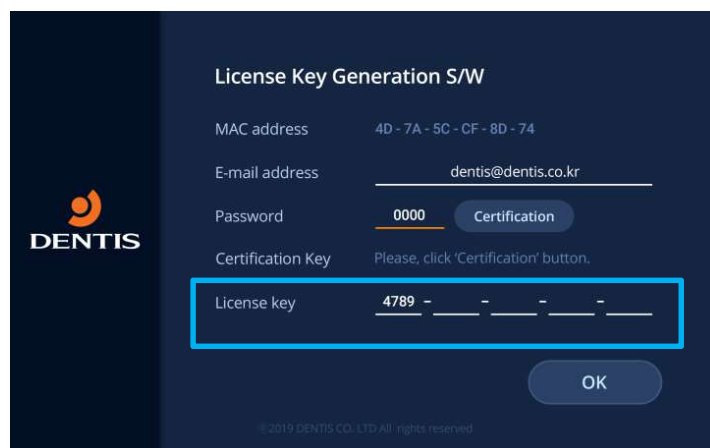 License Key Generation S/W
MAC address 4D - 7A - 5C - CF - 8D - 74
E-mail address dentis@dentis.co.kr
Password 0000 Certification
DENTIS
Certification Key Please, click 'Certification' button.
License key 4789 - - - -
OK
©2019 DENTIS CO. LTD All rights reserved